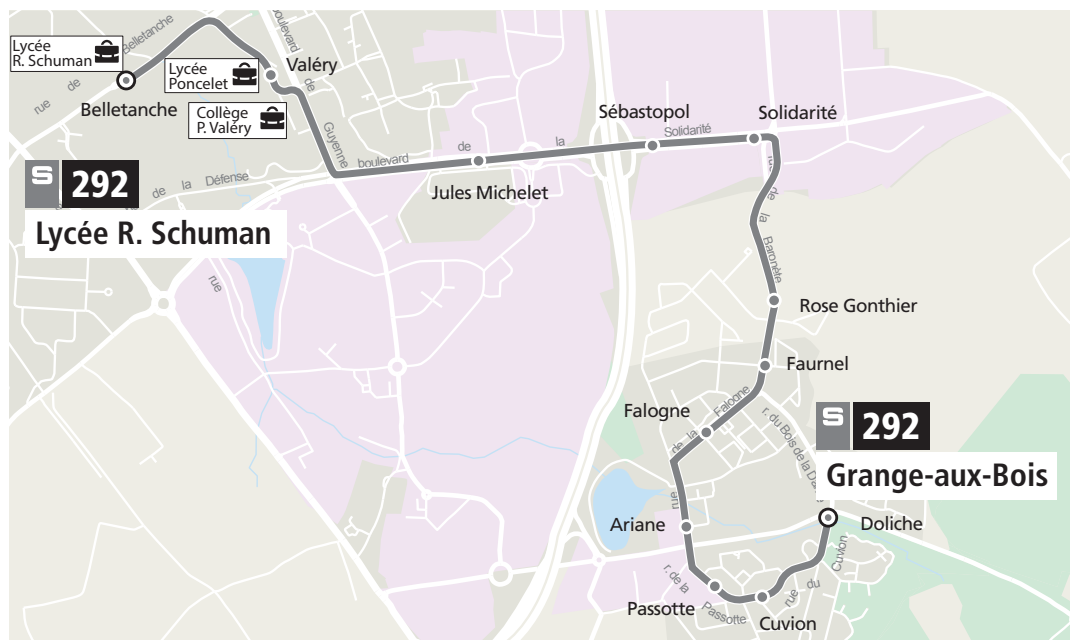 Lycée
R. Schuman
rue de Belletanche
Belletanche
Lycée
Poncelet
Collège
P. Valéry
Valéry
boulevard de Guyenne
S 292
Lycée R. Schuman
de la Défense
rue
boulevard de la Solidarité
Jules Michelet
Sébastopol
Solidarité
de la Baronète
Rose Gonthier
Faurnel
Falogne
rue de la Falogne
r. du Bois de la
S 292
Grange-aux-Bois
Doliche
Ariane
r. de la Passotte
Passotte
Cuvion
rue du Cuvion